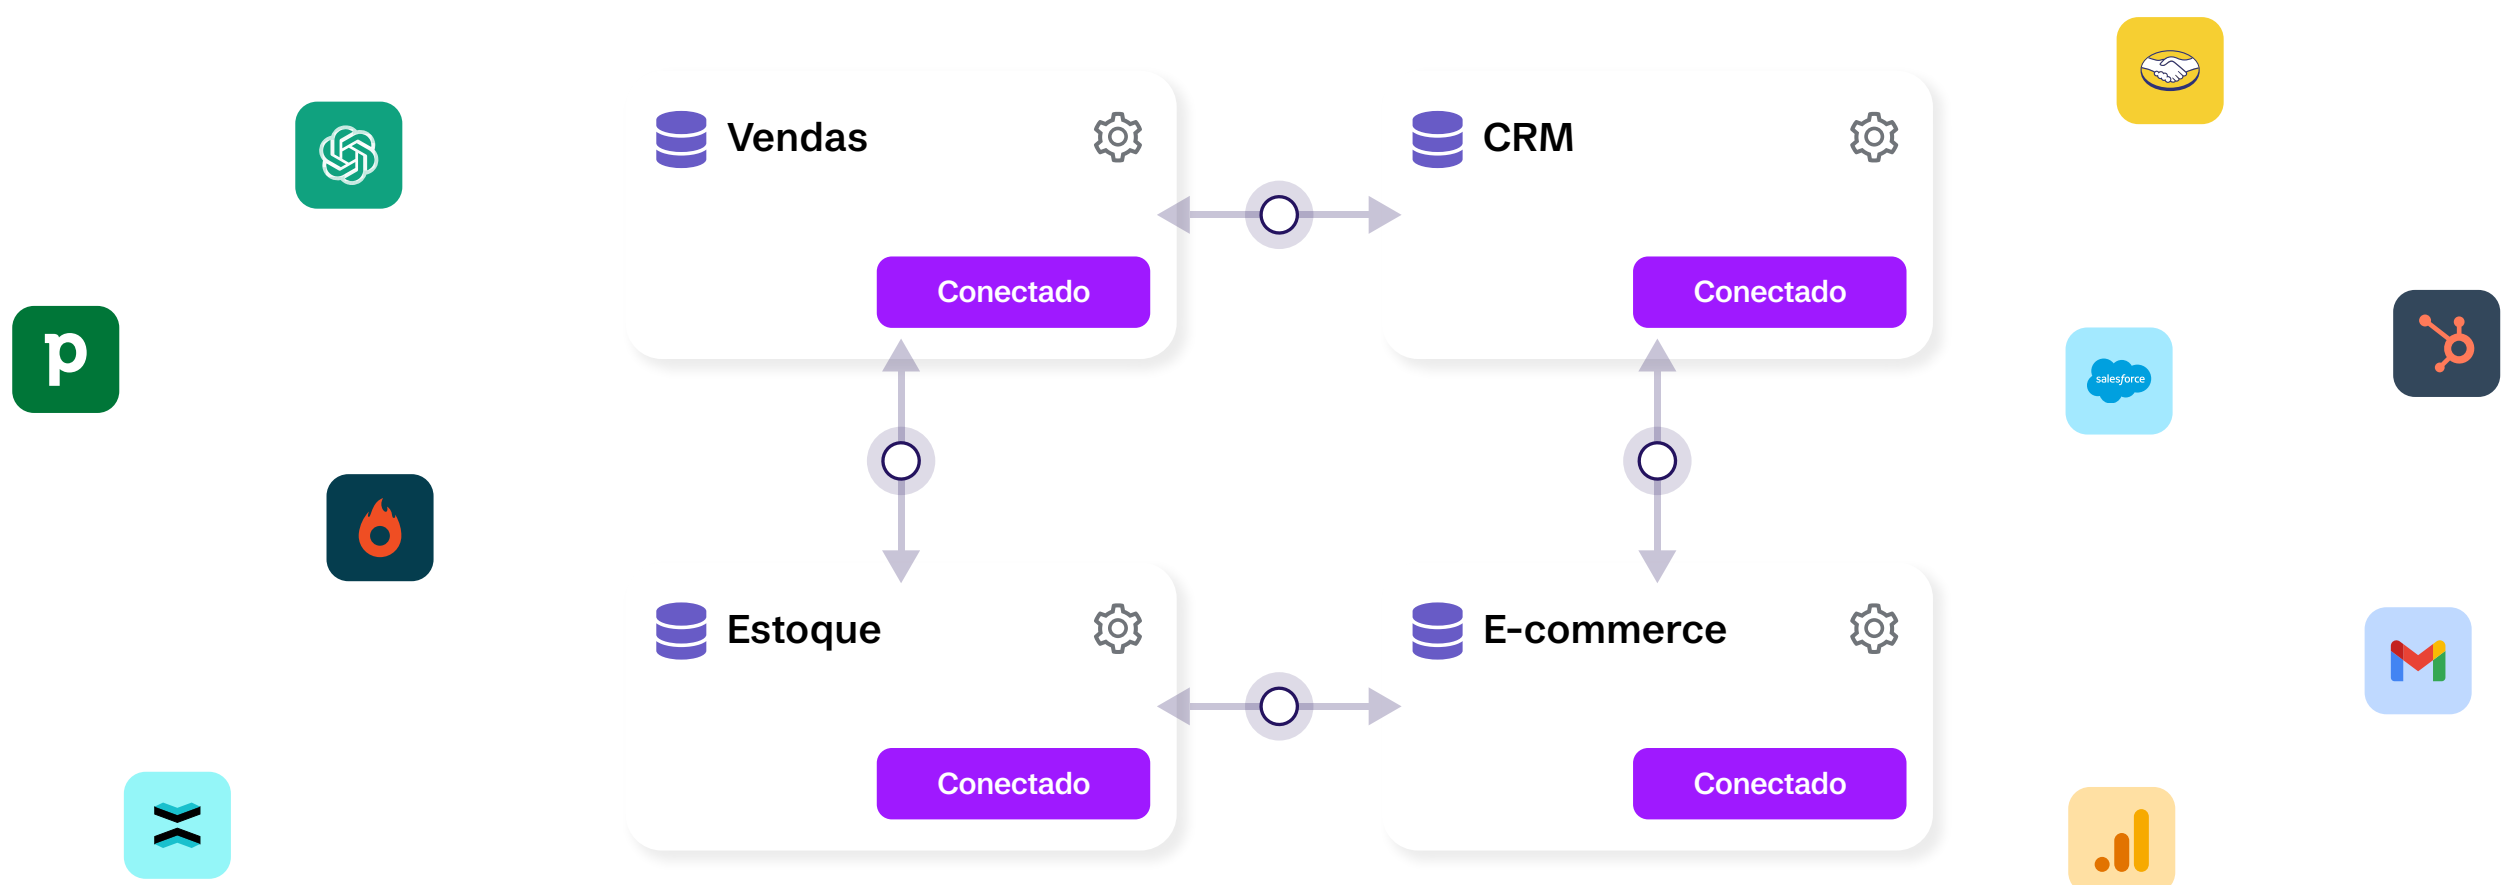 Vendas
CRM
Conectado
Conectado
salesforce
Estoque
E-commerce
Conectado
Conectado